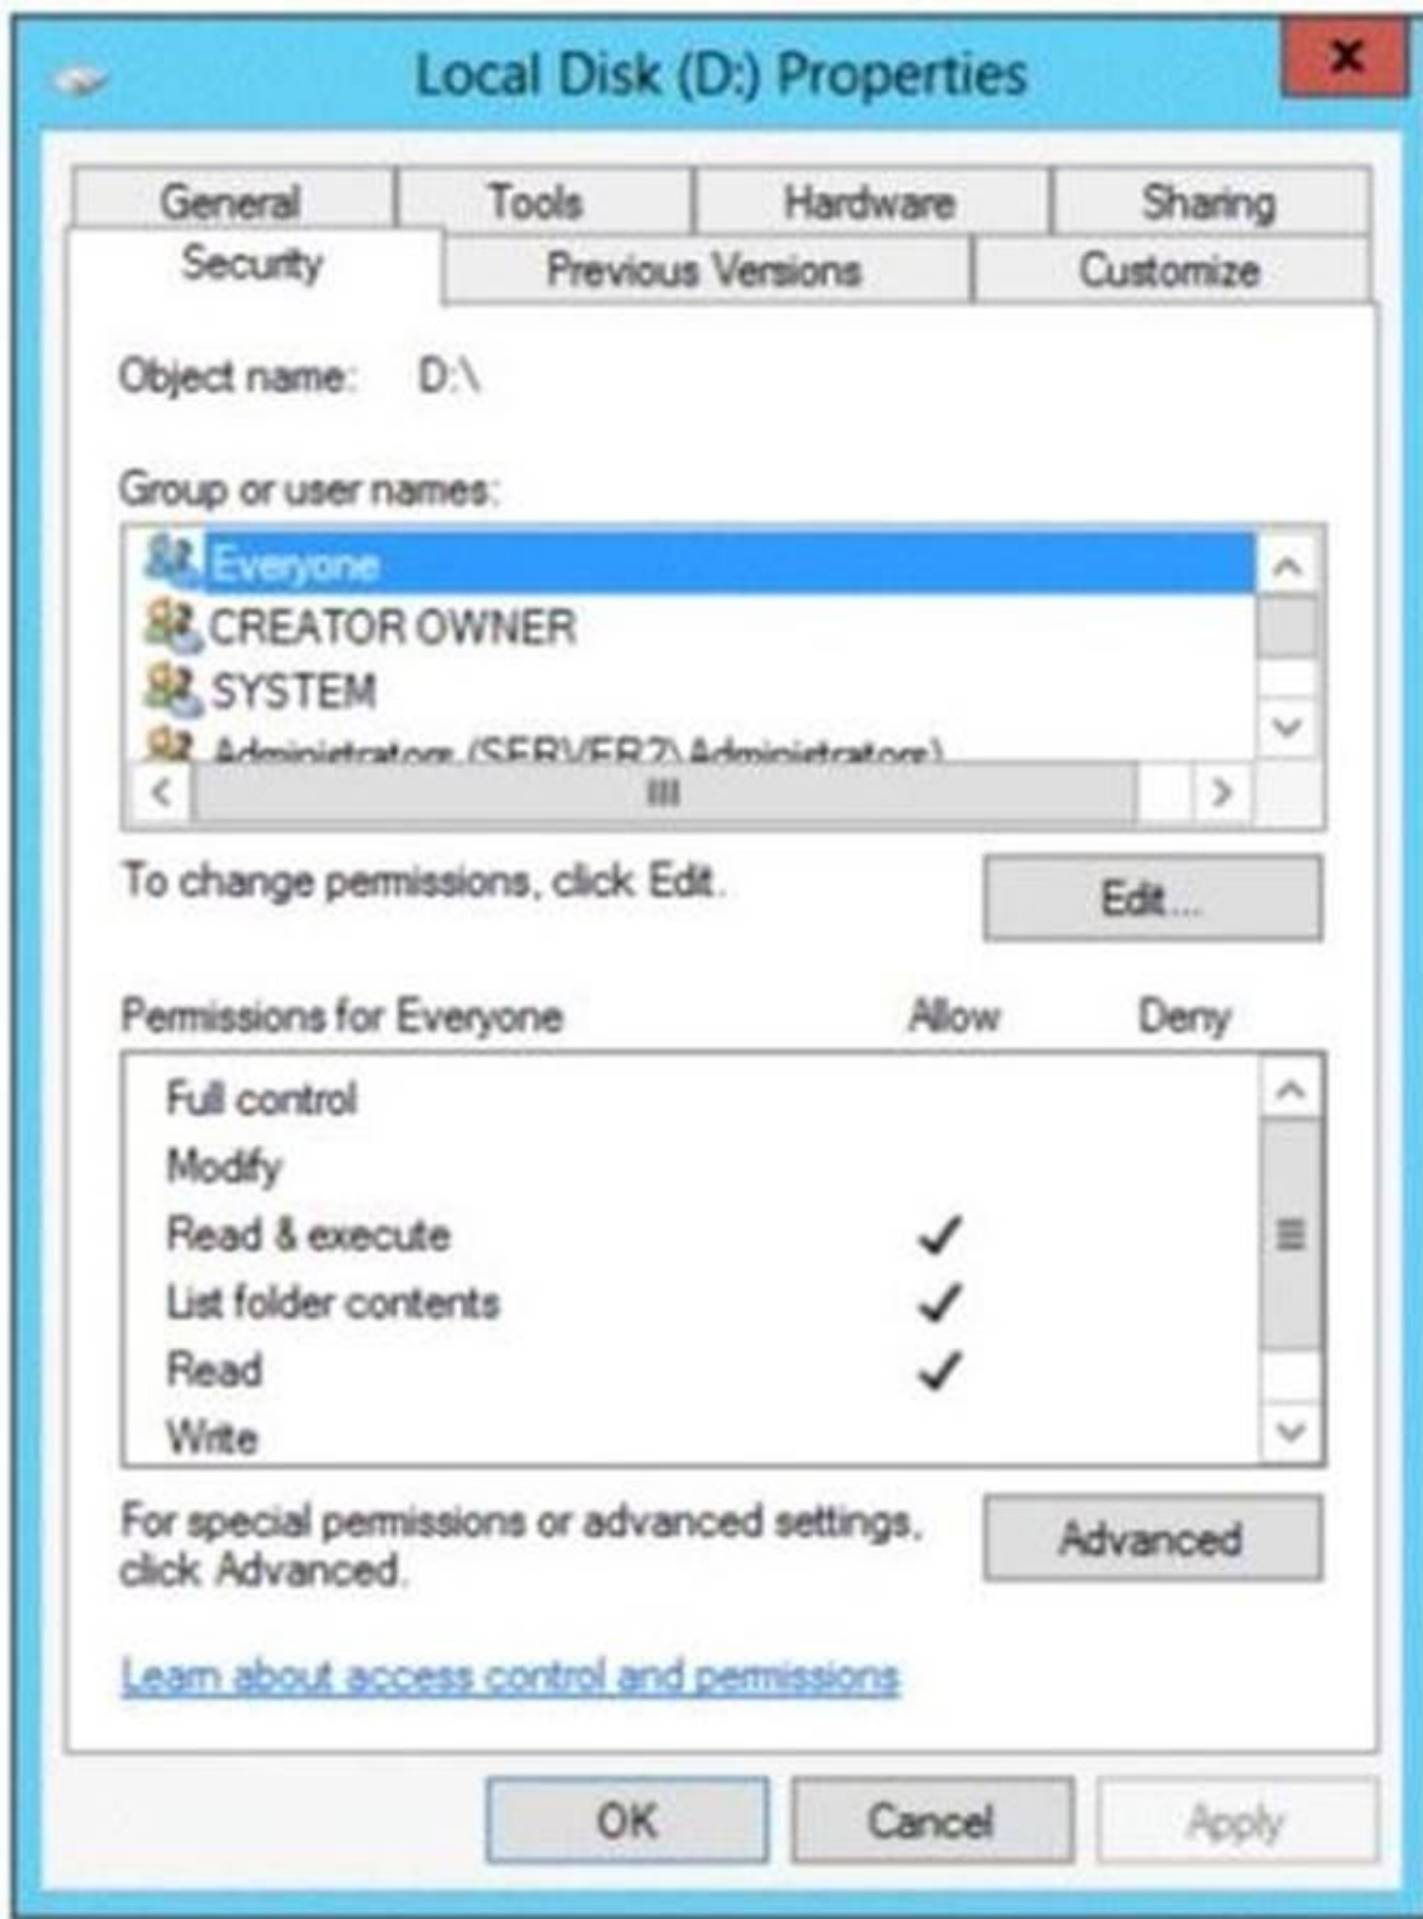 Local Disk (D:) Properties
x
General Tools Hardware Sharing
Security Previous Versions Customize
Object name: D:\
Group or user names:
Everyone
CREATOR OWNER
SYSTEM
Administrators (SERVER2\Administrators)
To change permissions, click Edit.
Edit...
Permissions for Everyone Allow Deny
Full control
Modify
Read & execute
List folder contents
Read
Write
For special permissions or advanced settings,
click Advanced.
Advanced
Learn about access control and permissions
OK Cancel Apply